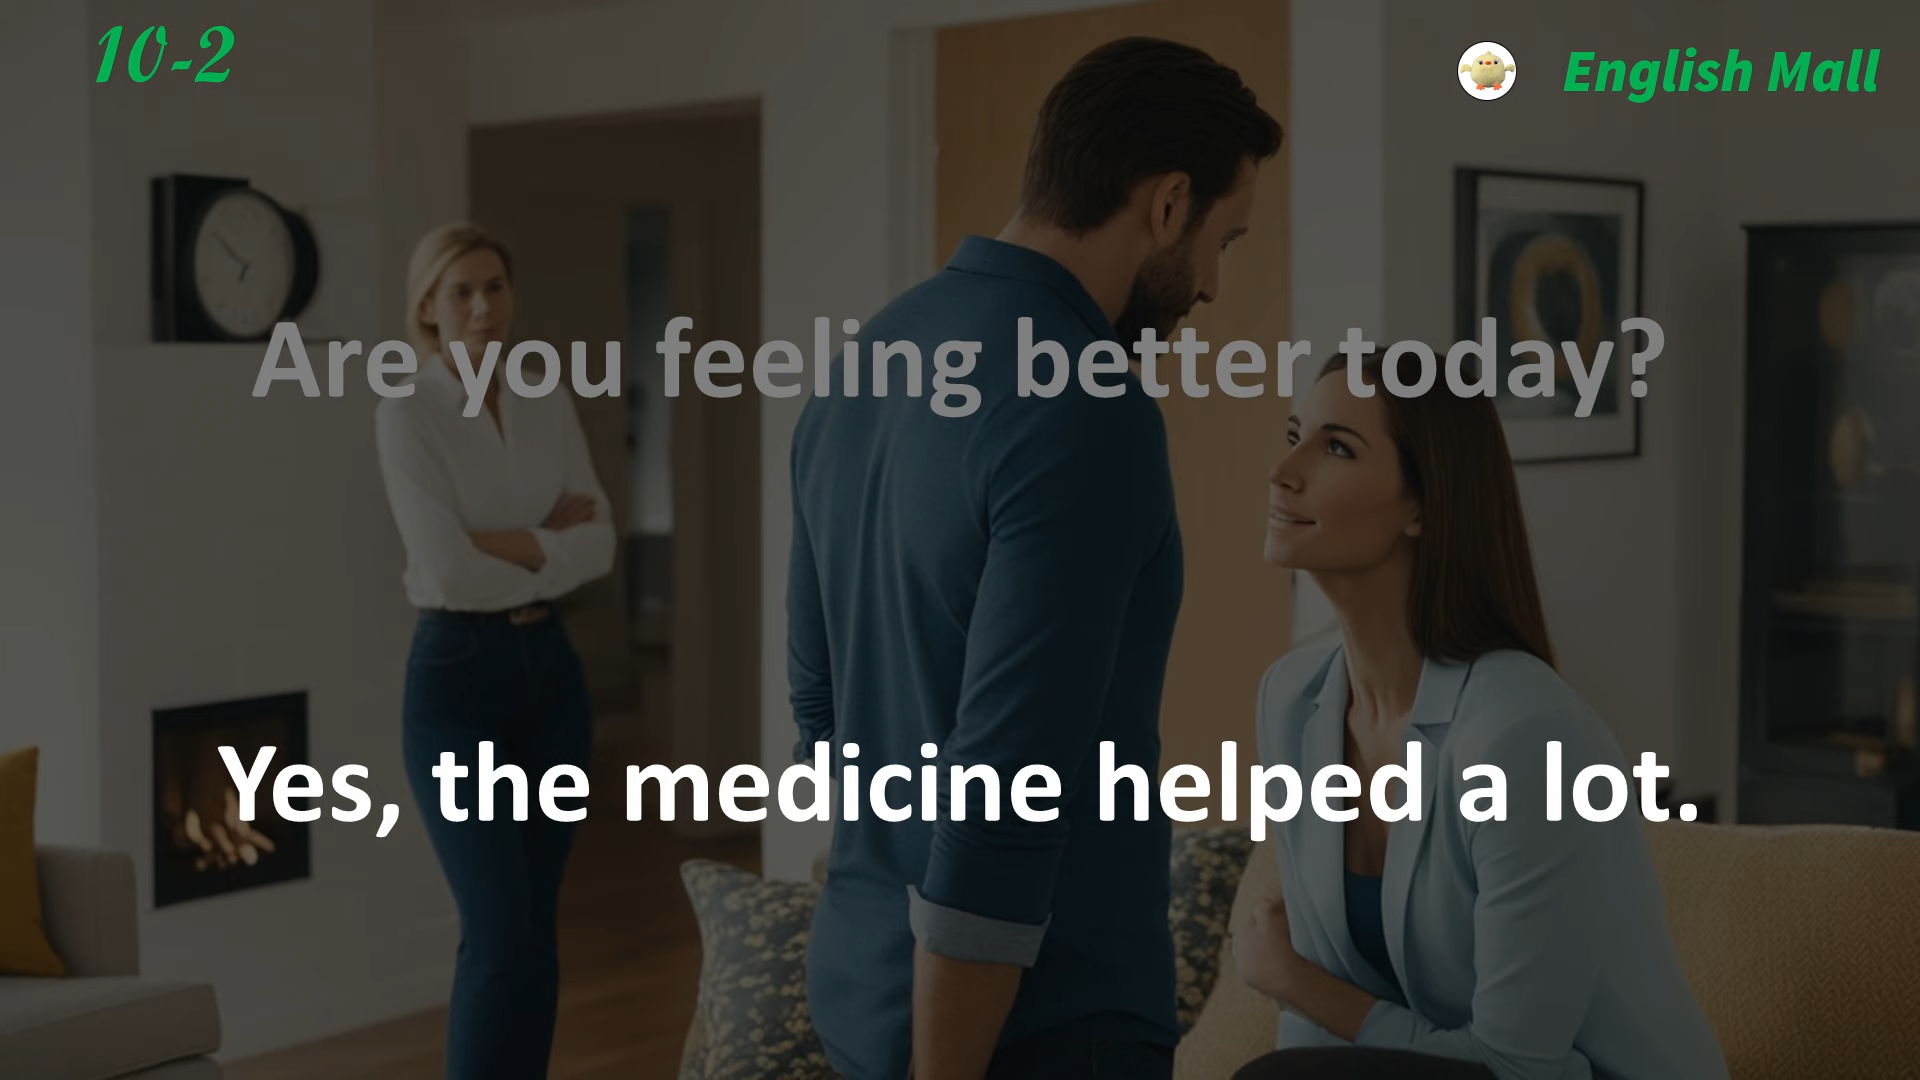 10-2
English Mall
Are you feeling better today?
Yes, the medicine helped a lot.